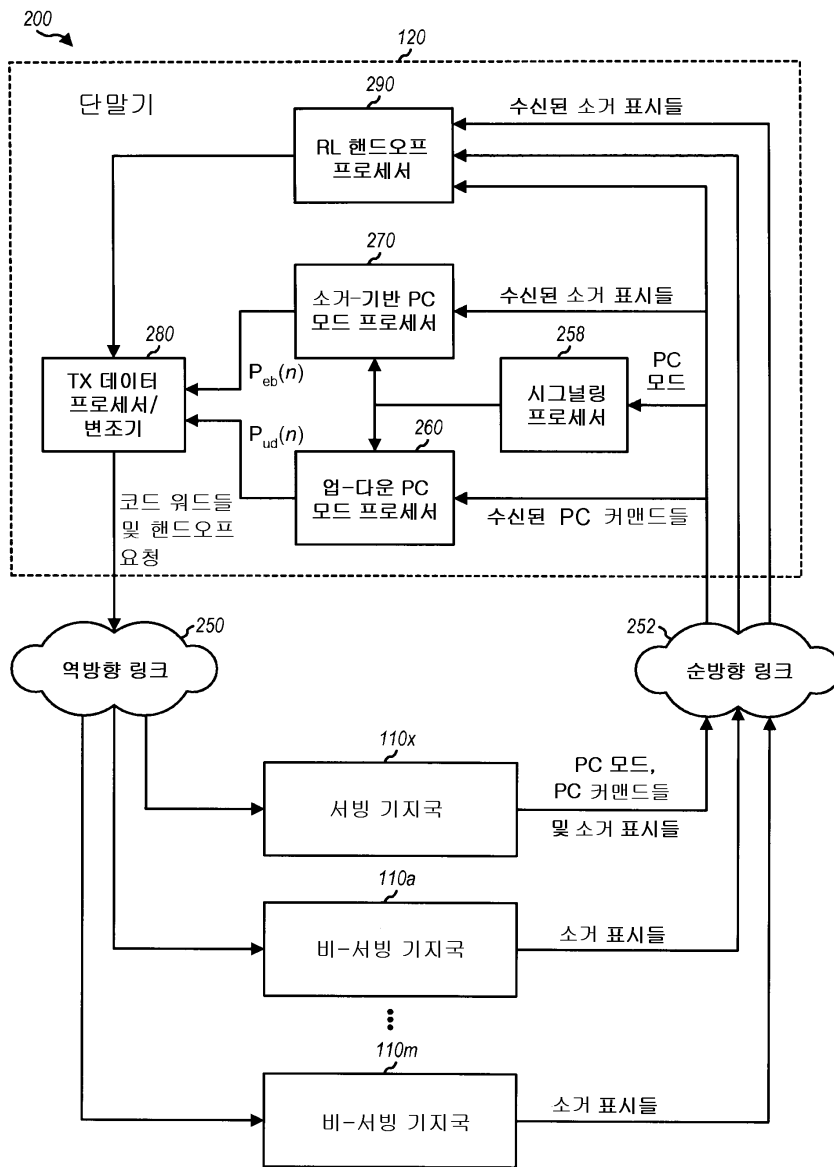 200
120
단말기
290
RL 핸드오프
프로세서
수신된 소거 표시들
270
소거-기반 PC
모드 프로세서
수신된 소거 표시들
280
TX 데이터
프로세서/
변조기
Peb(n)
258
시그널링
프로세서
PC
모드
Pud(n)
260
업-다운 PC
모드 프로세서
수신된 PC 커맨드들
코드 워드들
및 핸드오프
요청
250
역방향 링크
252
순방향 링크
110x
서빙 기지국
PC 모드,
PC 커맨드들
및 소거 표시들
110a
비-서빙 기지국
소거 표시들
110m
비-서빙 기지국
소거 표시들